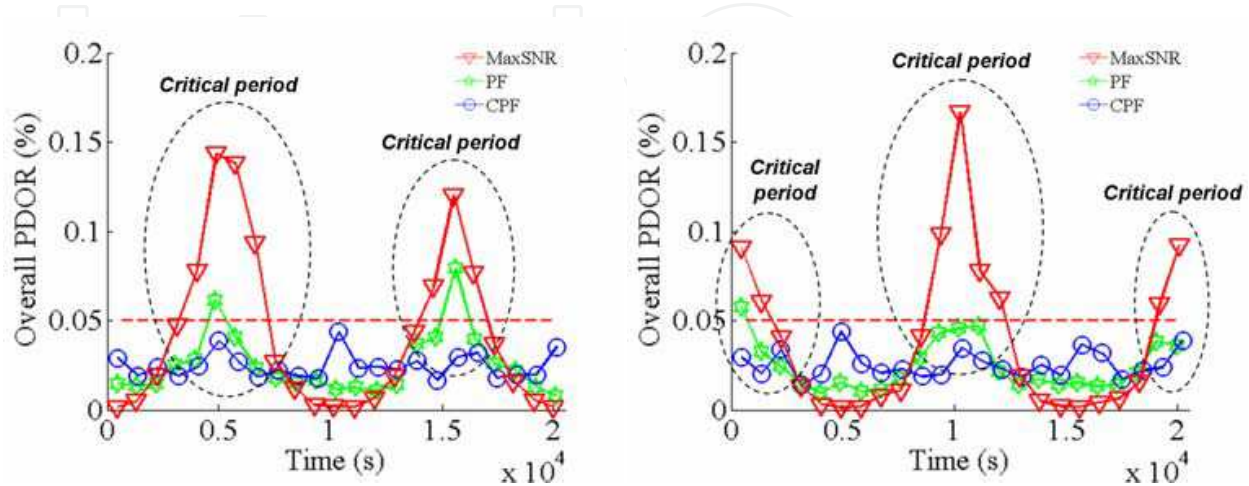 0.2
0.15
0.1
0.05
0
Overall PDOR (%)
Critical period
Critical period
MaxSNR
PF
CPF
0
0.5
1
1.5
2
Time (s)
x 10^4
0.2
0.15
0.1
0.05
0
Overall PDOR (%)
Critical
period
Critical period
Critical period
MaxSNR
PF
CPF
0
0.5
1
1.5
2
Time (s)
x 10^4